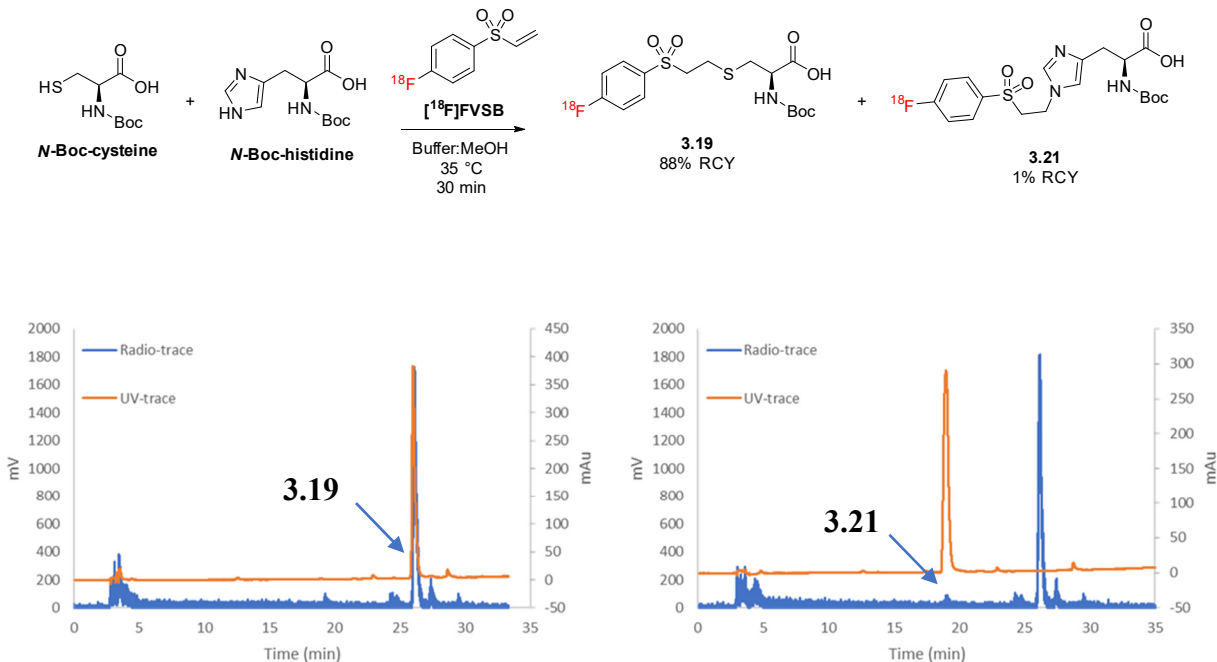 HS
O
OH
HN
Boc
N-Boc-cysteine
+
N
HN
O
OH
HN
Boc
N-Boc-histidine
O
O
S
18F
[18F]FVSB
Buffer:MeOH
35 °C
30 min
O
O
S
S
O
OH
HN
Boc
18F
3.19
88% RCY
+
N
N
O
OH
HN
Boc
O
S
O
18F
3.21
1% RCY
2000
1800
1600
1400
1200
1000
800
600
400
200
0
mV
Radio-trace
UV-trace
3.19
450
400
350
300
250
200
150
100
50
0
-50
mAu
0
5
10
15
20
25
30
35
Time (min)
2000
1800
1600
1400
1200
1000
800
600
400
200
0
mV
Radio-trace
UV-trace
3.21
350
300
250
200
150
100
50
0
-50
mAu
0
5
10
15
20
25
30
35
Time (min)